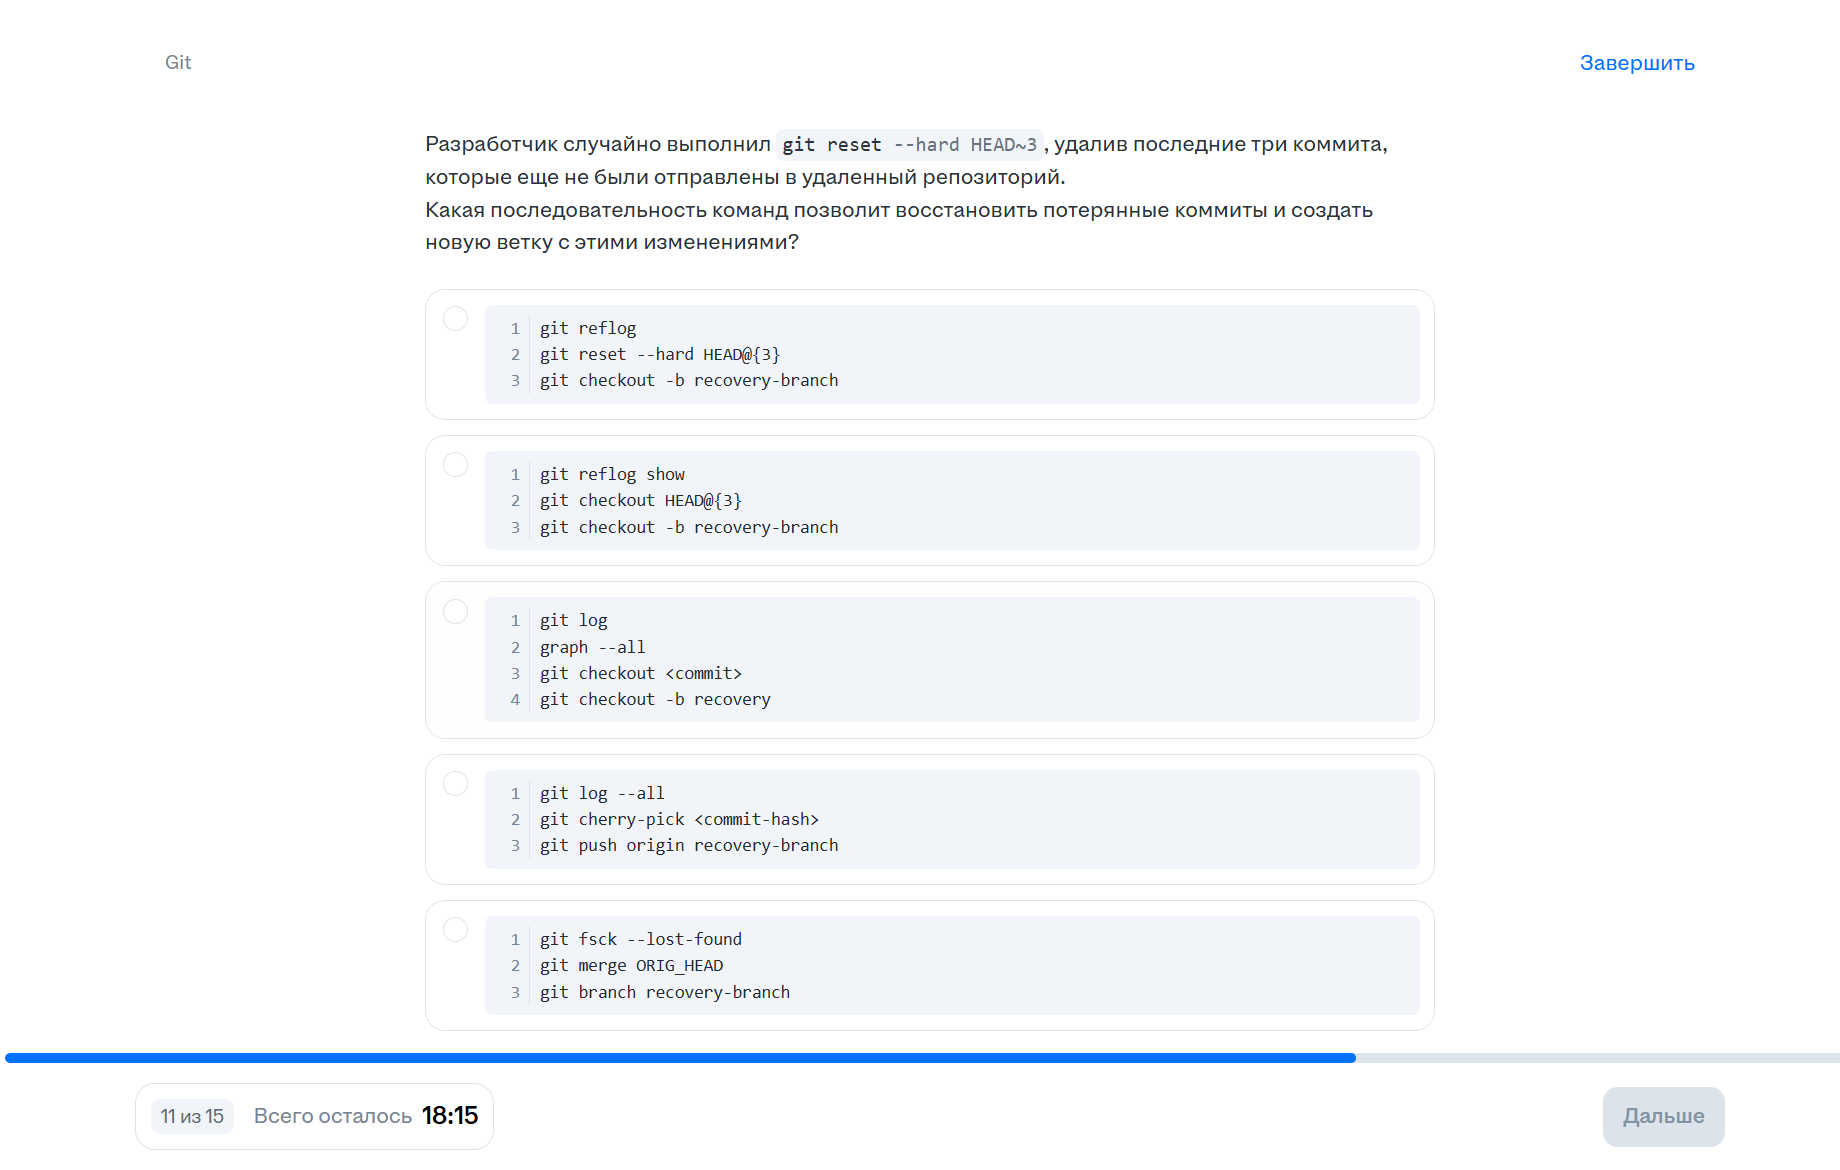 Git
Завершить
Разработчик случайно выполнил git reset --hard HEAD~3, удалив последние три коммита,
которые еще не были отправлены в удаленный репозиторий.
Какая последовательность команд позволит восстановить потерянные коммиты и создать
новую ветку с этими изменениями?
1 git reflog
2 git reset --hard HEAD@{3}
3 git checkout -b recovery-branch
1 git reflog show
2 git checkout HEAD@{3}
3 git checkout -b recovery-branch
1 git log
2 graph --all
3 git checkout <commit>
4 git checkout -b recovery
1 git log --all
2 git cherry-pick <commit-hash>
3 git push origin recovery-branch
1 git fsck --lost-found
2 git merge ORIG_HEAD
3 git branch recovery-branch
11 из 15 Всего осталось 18:15
Дальше